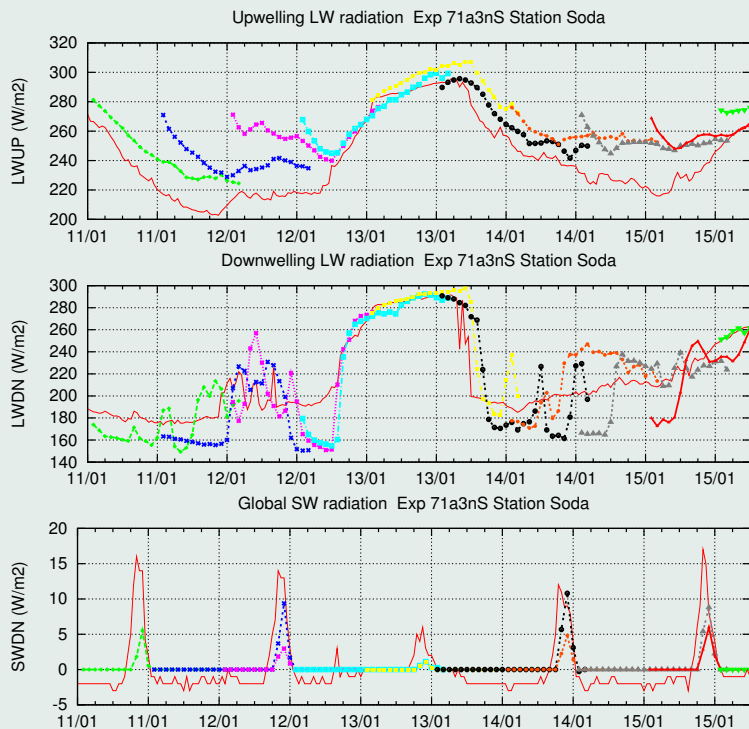 Upwelling LW radiation  Exp 71a3nS Station Soda
LWUP (W/m2)
320
300
280
260
240
220
200
11/01 11/01 12/01 12/01 13/01 13/01 14/01 14/01 15/01 15/01
Downwelling LW radiation  Exp 71a3nS Station Soda
LWDN (W/m2)
300
280
260
240
220
200
180
160
140
11/01 11/01 12/01 12/01 13/01 13/01 14/01 14/01 15/01 15/01
Global SW radiation  Exp 71a3nS Station Soda
SWDN (W/m2)
20
15
10
5
0
-5
11/01 11/01 12/01 12/01 13/01 13/01 14/01 14/01 15/01 15/01